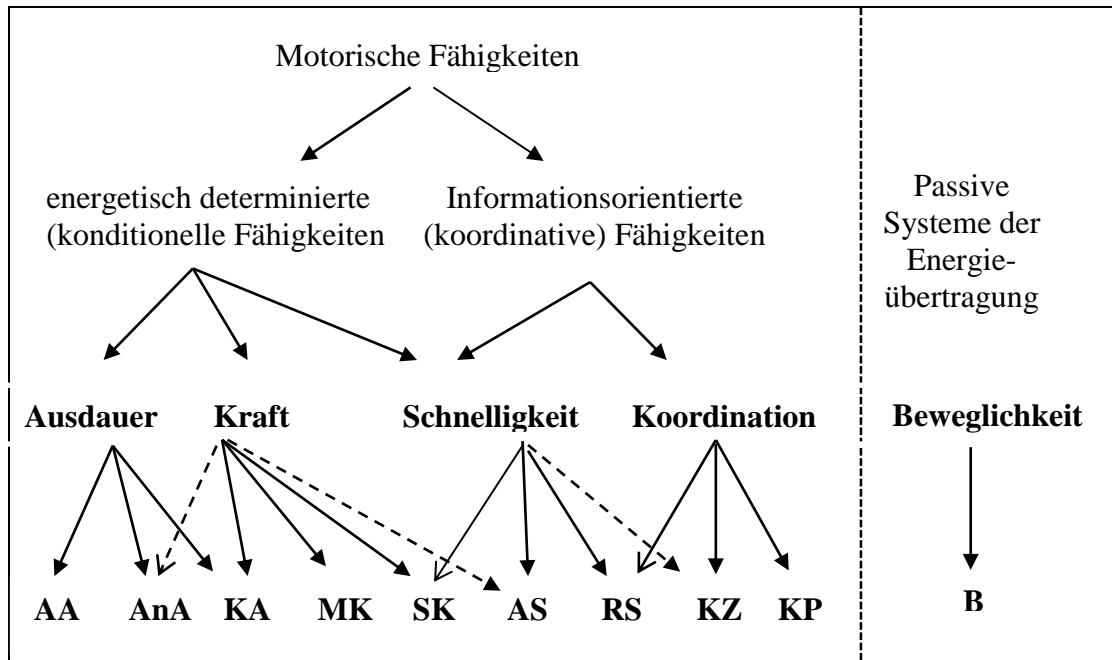 Motorische Fähigkeiten
energetisch determinierte
(konditionelle Fähigkeiten
Informationsorientierte
(koordinative) Fähigkeiten
Passive
Systeme der
Energie-
übertragung
Ausdauer Kraft Schnelligkeit Koordination Beweglichkeit
AA AnA KA MK SK AS RS KZ KP B